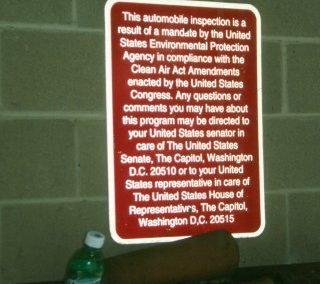 This automobile inspection is a
result of a mandate by the United
States Environmental Protection
Agency in compliance with the
Clean Air Act Amendments
enacted by the United States
Congress. Any questions or
comments you may have about
this program may be directed to
your United States senator in
care of The United States
Senate, The Capitol, Washington
D.C. 20510 or to your United
States representative in care of
The United States House of
Representatives, The Capitol,
Washington D,C. 20515